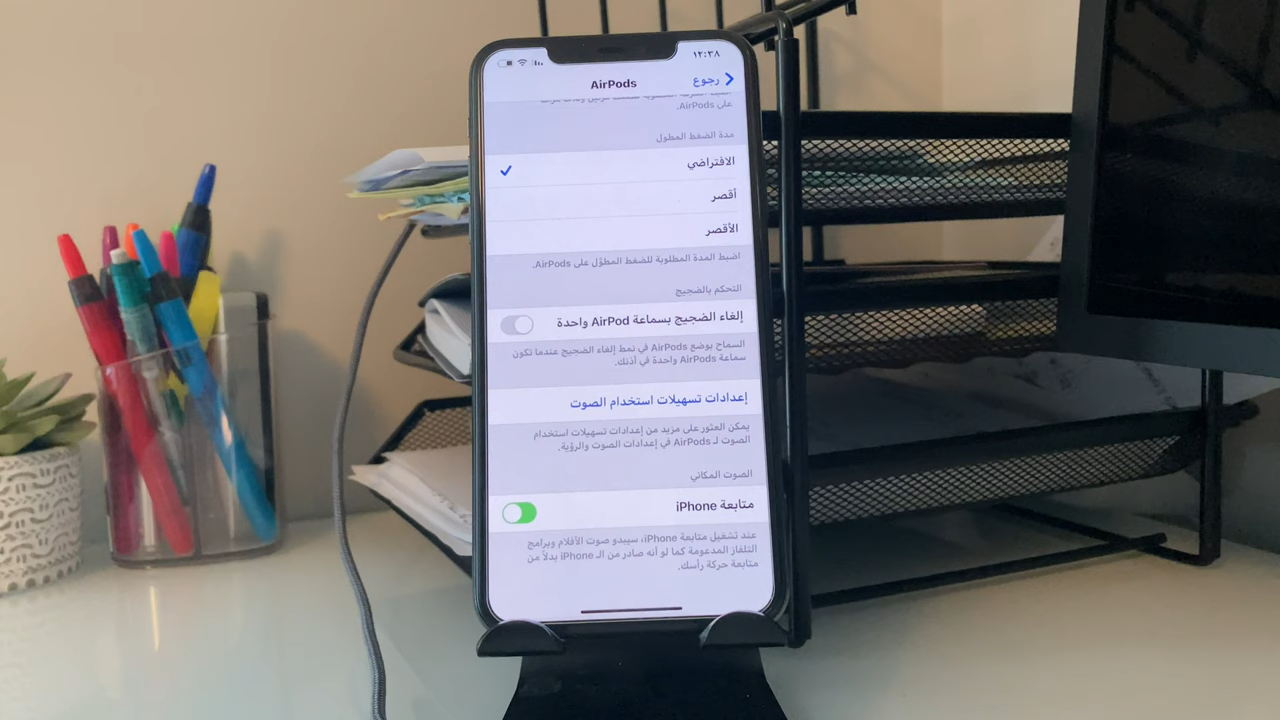 ١٢:٣٨
رجوع
AirPods
على AirPods.
مدة الضغط المطول
الافتراضي
أقصر
الأقصر
اضبط المدة المطلوبة للضغط المطوّل على AirPods.
التحكم بالضجيج
إلغاء الضجيج بسماعة AirPod واحدة
السماح بوضع AirPods في نمط إلغاء الضجيج عندما تكون
سماعة AirPods واحدة في أذنك.
إعدادات تسهيلات استخدام الصوت
يمكن العثور على مزيد من إعدادات تسهيلات استخدام
الصوت لـ AirPods في إعدادات الصوت والرؤية.
الصوت المكاني
متابعة iPhone
عند تشغيل متابعة iPhone، سيبدو صوت الأفلام وبرامج
التلفاز المدعومة كما لو أنه صادر من الـ iPhone بدلاً من
متابعة حركة رأسك.